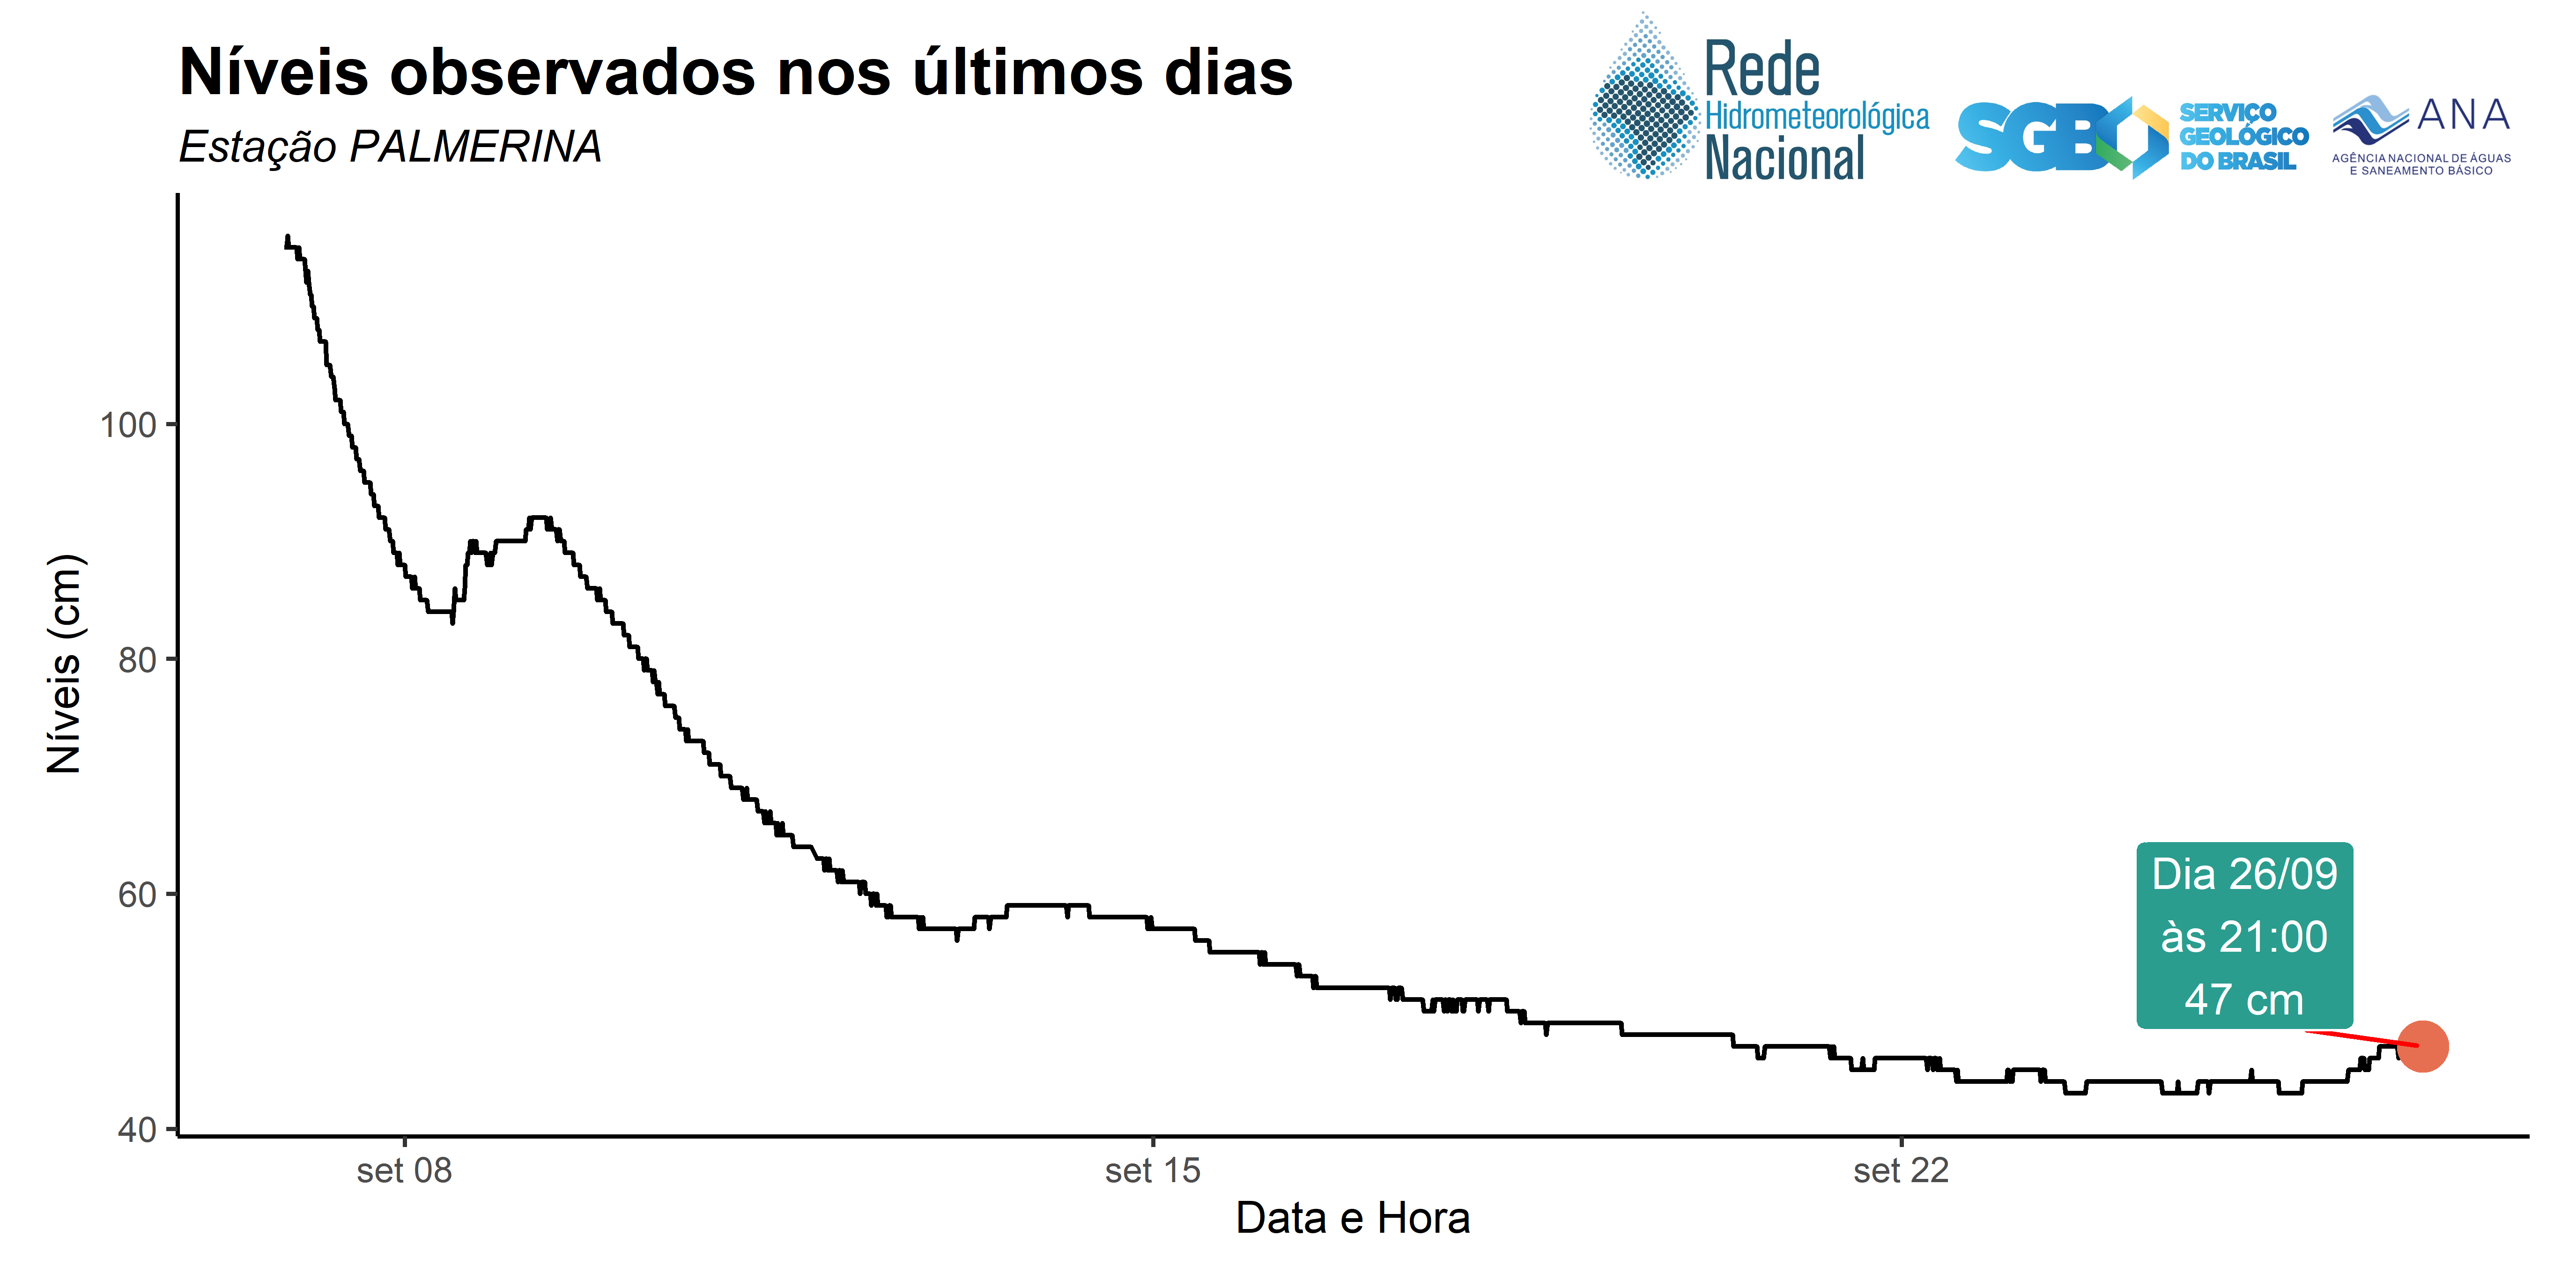 Níveis observados nos últimos dias
Estação PALMERINA
Rede
Hidrometeorológica
Nacional
SGB
SERVIÇO
GEOLÓGICO
DO BRASIL
ANA
AGÊNCIA NACIONAL DE ÁGUAS
E SANEAMENTO BÁSICO
Níveis (cm)
100
80
60
40
Dia 26/09
às 21:00
47 cm
set 08
set 15
set 22
Data e Hora